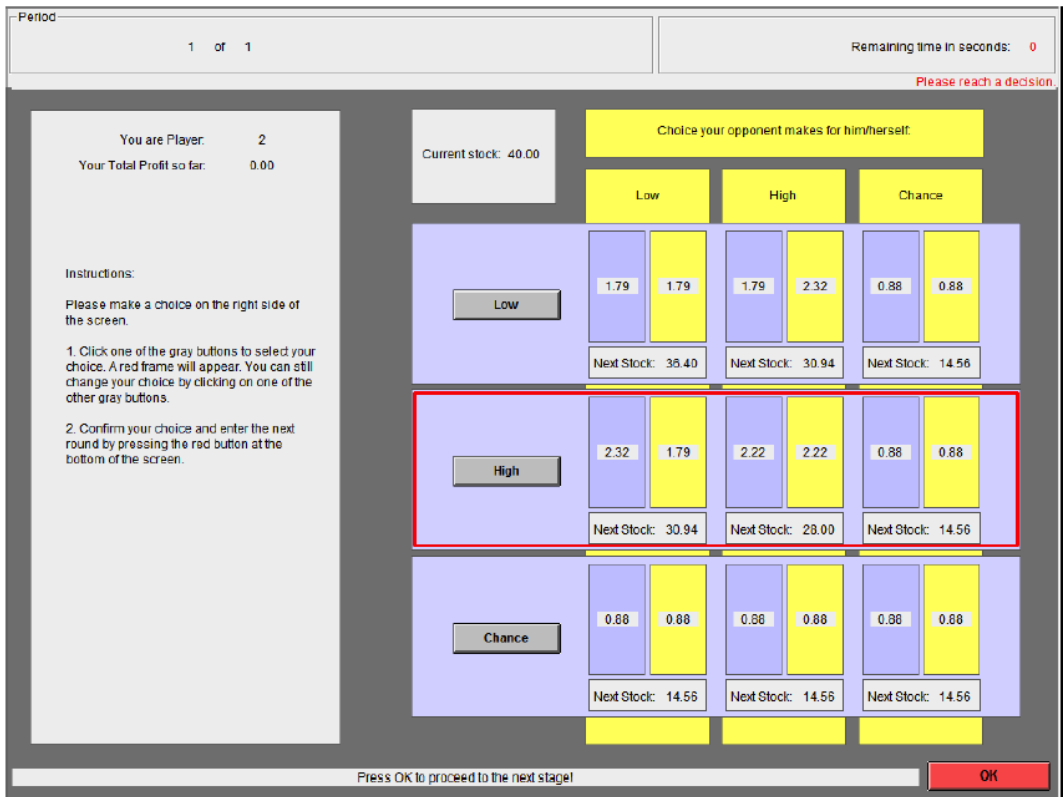 Period
1 of 1
Remaining time in seconds: 0
Please reach a decision.
You are Player: 2
Your Total Profit so far: 0.00
Instructions:
Please make a choice on the right side of
the screen.
1. Click one of the gray buttons to select your
choice. A red frame will appear. You can still
change your choice by clicking on one of the
other gray buttons.
2. Confirm your choice and enter the next
round by pressing the red button at the
bottom of the screen.
Current stock: 40.00
Choice your opponent makes for him/herself:
Low High Chance
Low
1.79 1.79 1.79 2.32 0.88 0.88
Next Stock: 36.40 Next Stock: 30.94 Next Stock: 14.56
High
2.32 1.79 2.22 2.22 0.88 0.88
Next Stock: 30.94 Next Stock: 28.00 Next Stock: 14.56
Chance
0.88 0.88 0.88 0.88 0.88 0.88
Next Stock: 14.56 Next Stock: 14.56 Next Stock: 14.56
Press OK to proceed to the next stage!
OK